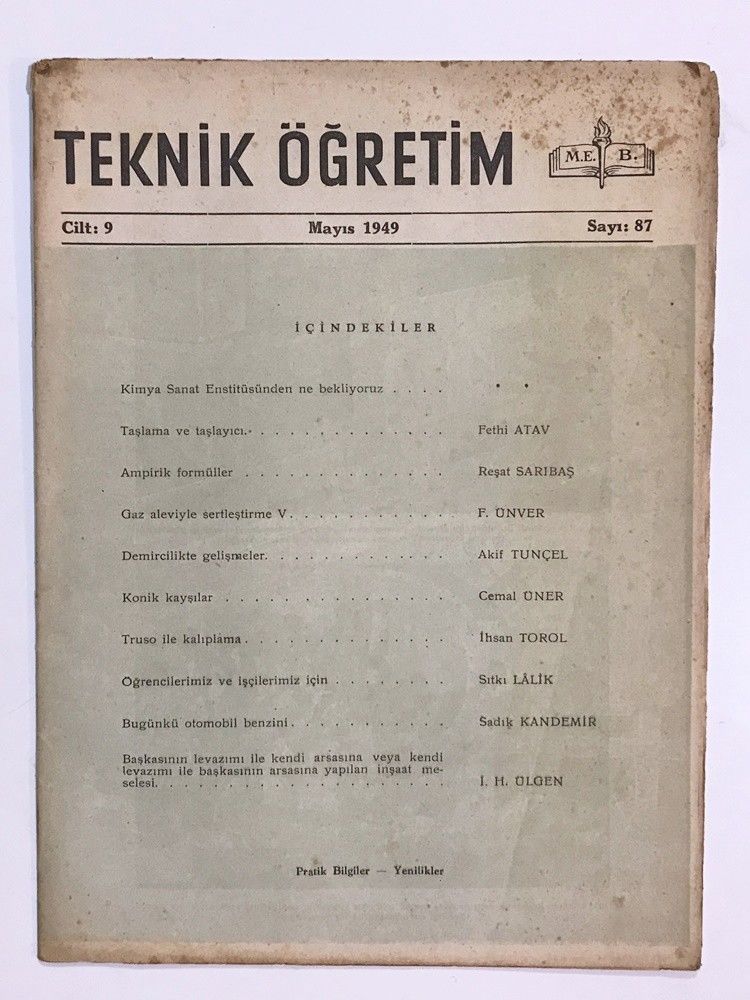 TEKNİK ÖĞRETİM
M.E. B.
Cilt: 9 Mayıs 1949 Sayı: 87
İÇİNDEKİLER
Kimya Sanat Enstitüsünden ne bekliyoruz . . . .
Taşlama ve taşlayıcı. . . . . . . . . . . . . . Fethi ATAV
Ampirik formüller . . . . . . . . . . . . . . Reşat SARIBAŞ
Gaz aleviyle sertleştirme V. . . . . . . . . . . . F. ÜNVER
Demircilikte gelişmeler. . . . . . . . . . . . . Akif TUNÇEL
Konik kayşılar . . . . . . . . . . . . . . . Cemal ÜNER
Truso ile kalıplama . . . . . . . . . . . . . . İhsan TOROL
Öğrencilerimiz ve işçilerimiz için . . . . . . . . Sıtkı LÂLİK
Bugünkü otomobil benzini . . . . . . . . . . . Sadık KANDEMİR
Başkasının levazımı ile kendi arsasına veya kendi
levazımı ile başkasının arsasına yapılan inşaat me-
selesi. . . . . . . . . . . . . . . . . . . . İ. H. ÜLGEN
Pratik Bilgiler — Yenilikler